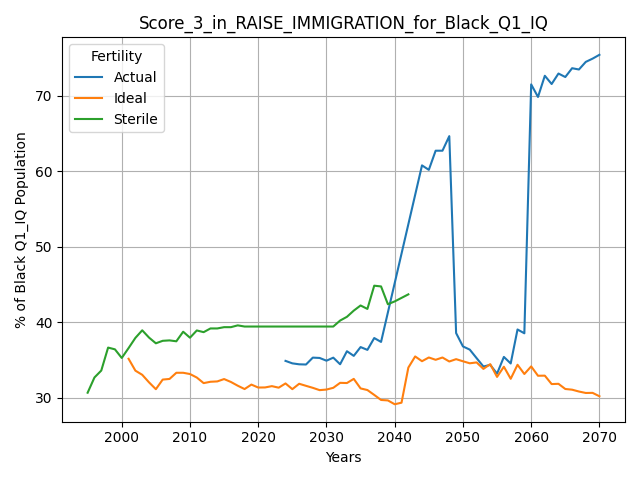 Score_3_in_RAISE_IMMIGRATION_for_Black_Q1_IQ
Fertility
Actual
Ideal
Sterile
% of Black Q1_IQ Population
70
60
50
40
30
2000 2010 2020 2030 2040 2050 2060 2070
Years